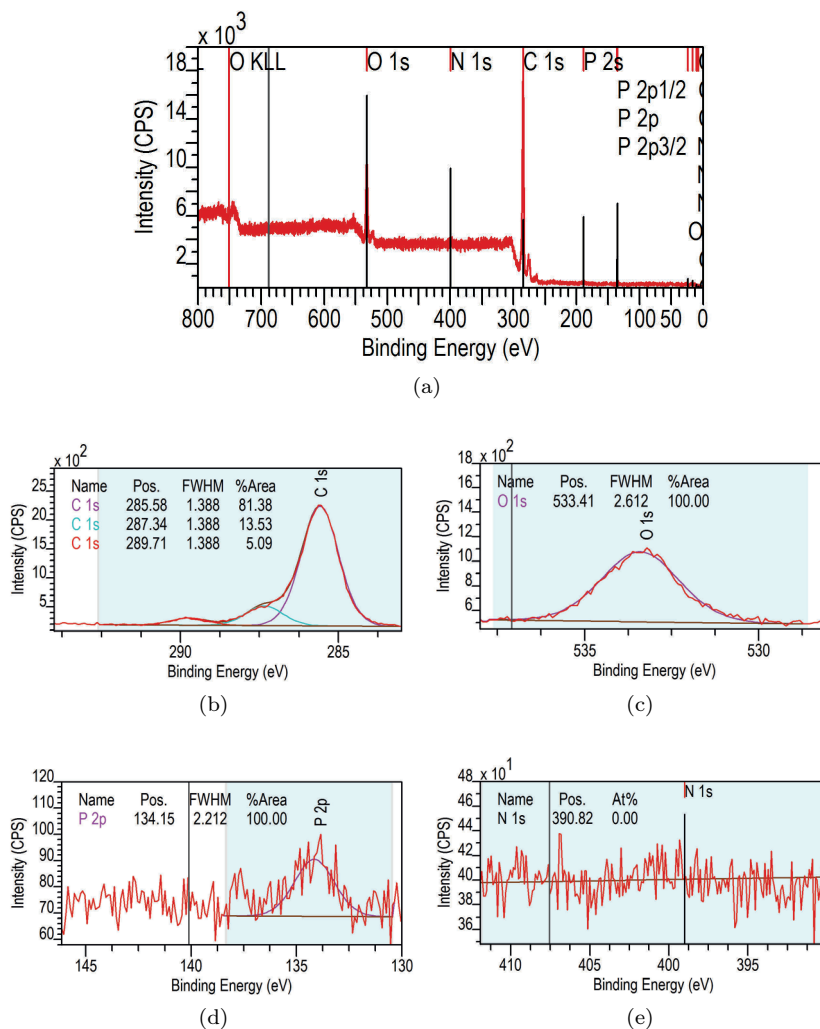 x 10³
O KLL O 1s N 1s C 1s P 2s
P 2p1/2
P 2p
P 2p3/2
N
N
N
O
18
14
10
6
2
Intensity (CPS)
800 700 600 500 400 300 200 100 50 0
Binding Energy (eV)
(a)
x 10²
Name Pos. FWHM %Area
C 1s 285.58 1.388 81.38
C 1s 287.34 1.388 13.53
C 1s 289.71 1.388 5.09
C 1s
250
200
150
100
50
Intensity (CPS)
290 285
Binding Energy (eV)
(b)
x 10²
Name Pos. FWHM %Area
O 1s 533.41 2.612 100.00
O 1s
18
16
14
12
10
8
6
Intensity (CPS)
535 530
Binding Energy (eV)
(c)
Name Pos. FWHM %Area
P 2p 134.15 2.212 100.00
P 2p
120
110
100
90
80
70
60
Intensity (CPS)
145 140 135 130
Binding Energy (eV)
(d)
x 10¹
Name Pos. At%
N 1s 390.82 0.00
N 1s
48
46
44
42
40
38
36
Intensity (CPS)
410 405 400 395
Binding Energy (eV)
(e)